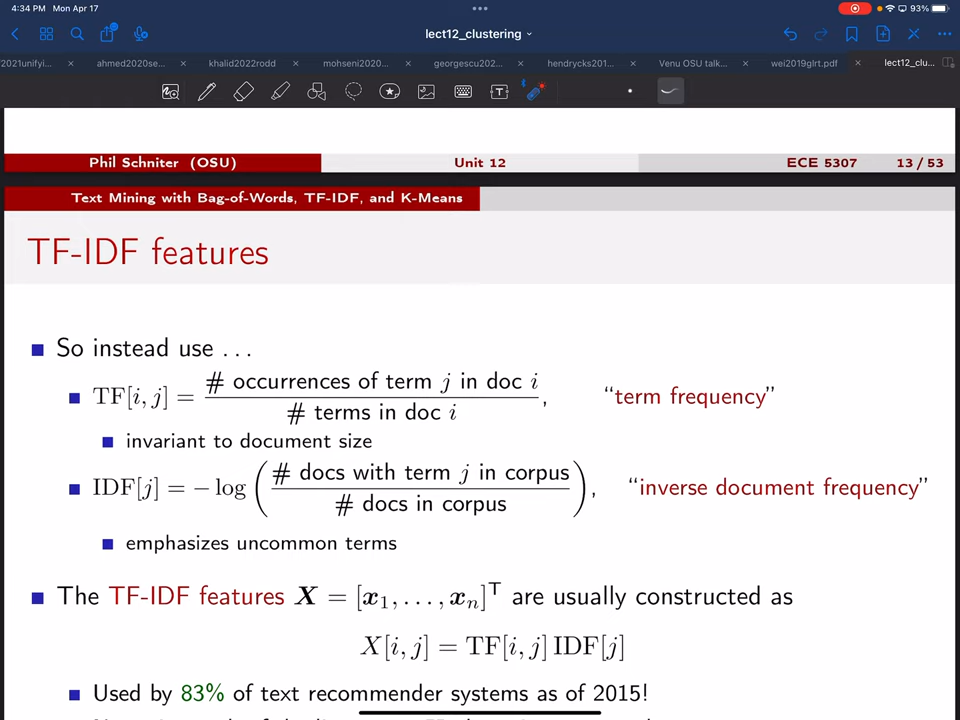 4:34 PM Mon Apr 17
93%
lect12_clustering
2021unifyi...
ahmed2020se...
khalid2022rodd
mohseni2020...
georgescu202...
hendrycks201...
Venu OSU talk...
wei2019glrt.pdf
lect12_clu...
Phil Schniter (OSU) Unit 12 ECE 5307 13 / 53
Text Mining with Bag-of-Words, TF-IDF, and K-Means
TF-IDF features
So instead use ...
TF[i, j] = # occurrences of term j in doc i / # terms in doc i, “term frequency”
invariant to document size
IDF[j] = − log (# docs with term j in corpus / # docs in corpus), “inverse document frequency”
emphasizes uncommon terms
The TF-IDF features X = [x₁, . . . , xₙ]ᵀ are usually constructed as
X[i, j] = TF[i, j] IDF[j]
Used by 83% of text recommender systems as of 2015!